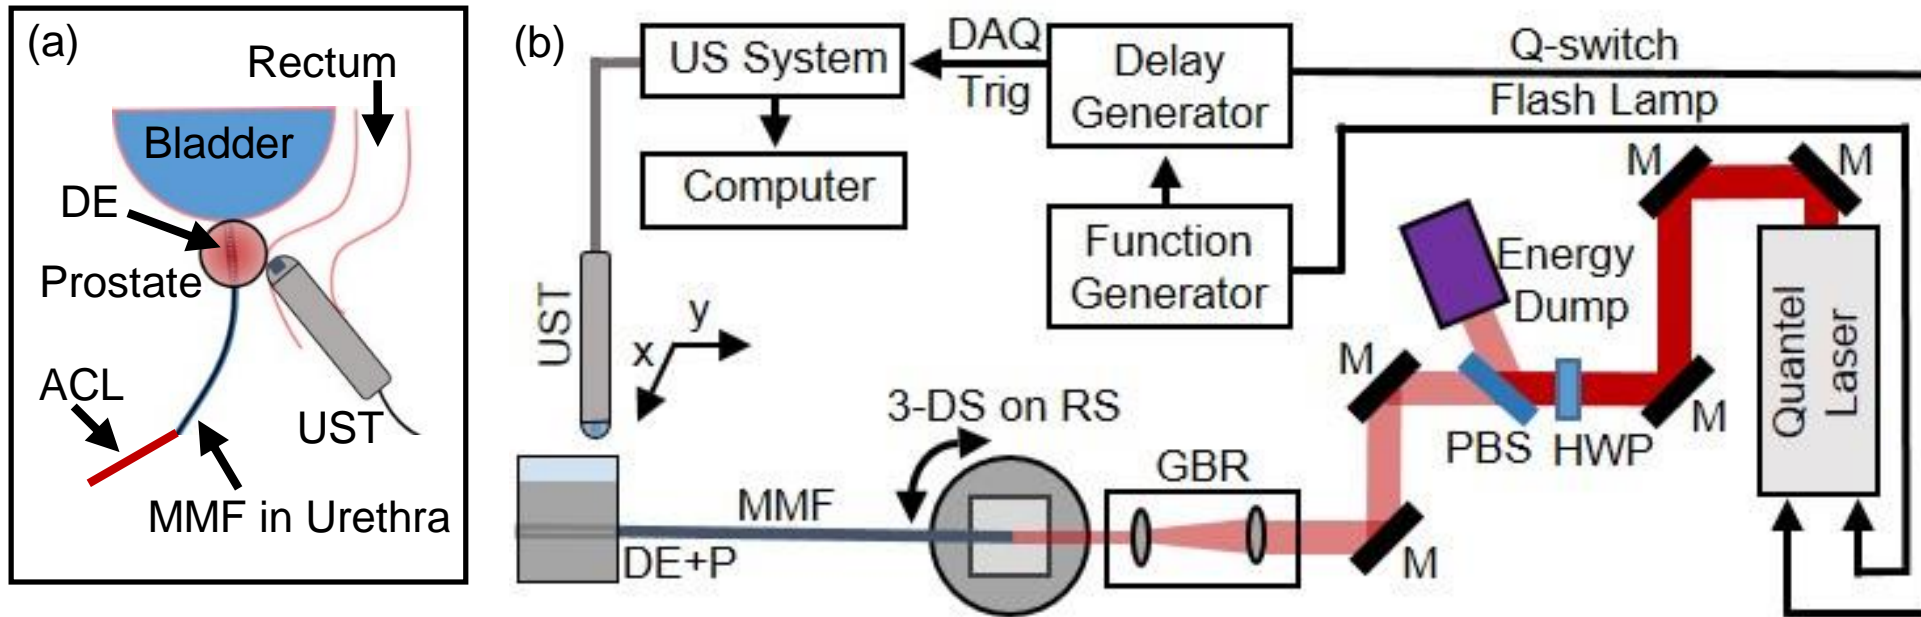 (a)
Rectum
Bladder
DE
Prostate
ACL
UST
MMF in Urethra
(b)
US System
DAQ
Trig
Delay
Generator
Q-switch
Flash Lamp
Computer
Function
Generator
M
M
Energy
Dump
Quantel
Laser
UST
x
y
M
PBS
HWP
M
3-DS on RS
GBR
MMF
DE+P
M